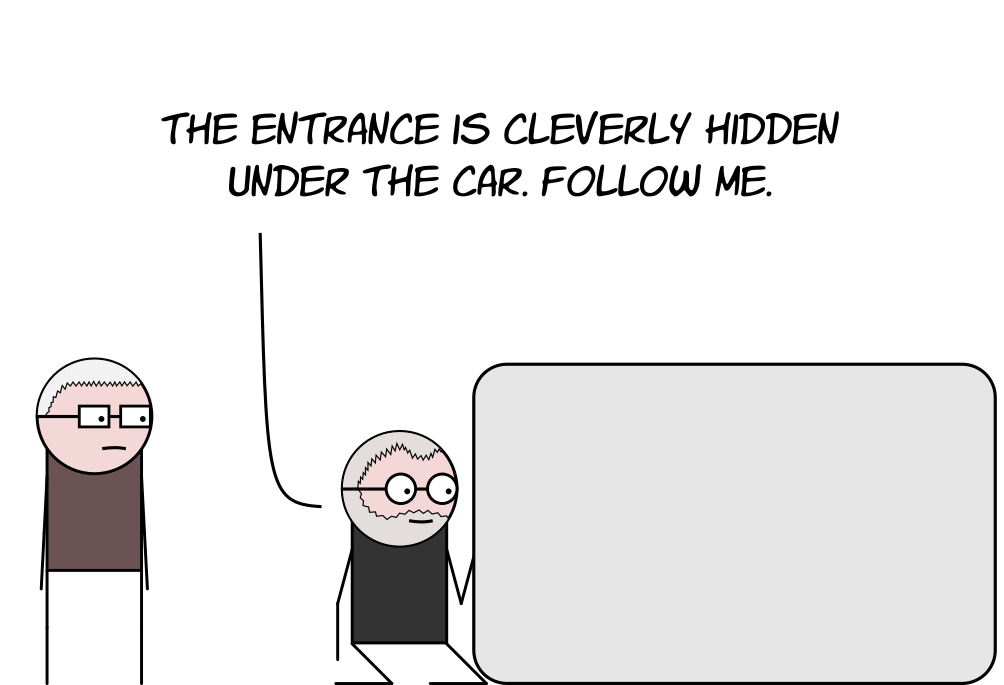 THE ENTRANCE IS CLEVERLY HIDDEN
UNDER THE CAR. FOLLOW ME.